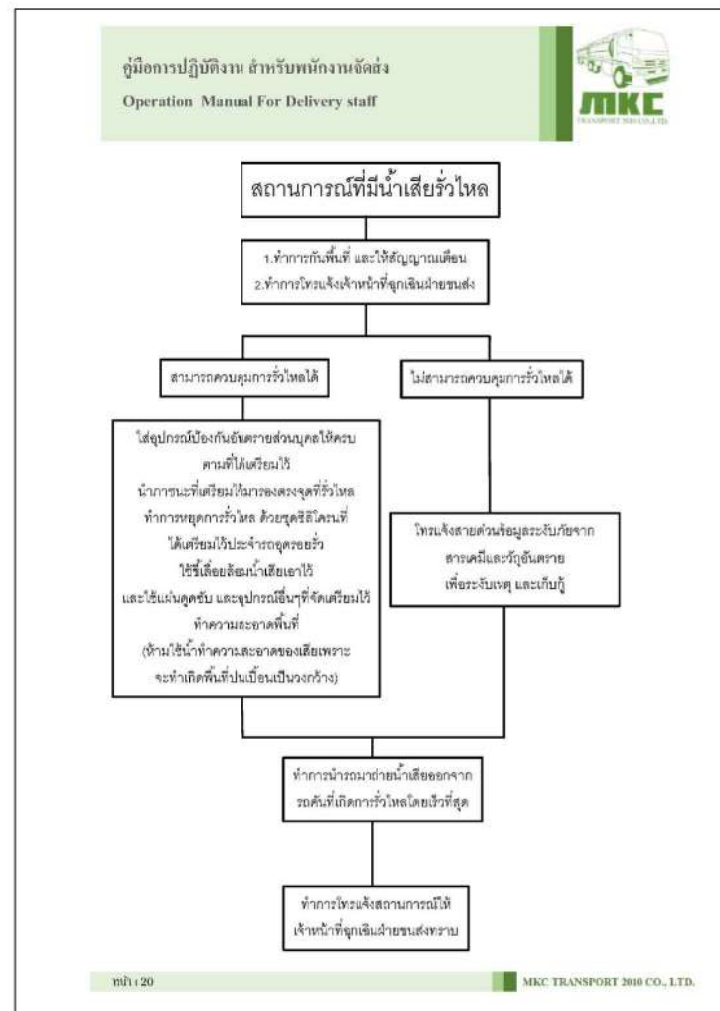 คู่มือการปฏิบัติงาน สำหรับพนักงานจัดส่ง
Operation Manual For Delivery staff
MKC
TRANSPORT 2010 CO.,LTD.
สถานการณ์ที่มีน้ำเสียรั่วไหล
1.ทำการกันพื้นที่ และให้สัญญาณเตือน
2.ทำการโทรแจ้งเจ้าหน้าที่ฉุกเฉินฝ่ายขนส่ง
สามารถควบคุมการรั่วไหลได้
ไม่สามารถควบคุมการรั่วไหลได้
ใส่อุปกรณ์ป้องกันอันตรายส่วนบุคลให้ครบ
ตามที่ได้เตรียมไว้
นำภาชนะที่เตรียมไว้มารองตรงจุดที่รั่วไหล
ทำการหยุดการรั่วไหล ด้วยชุดซิลิโครนที่
ได้เตรียมไว้ประจำรถอุดรอยรั่ว
ใช้ขี้เลื่อยล้อมน้ำเสียเอาไว้
และใช้แผ่นดูดซับ และอุปกรณ์อื่นๆที่จัดเตรียมไว้
ทำความสะอาดพื้นที่
(ห้ามใช้น้ำทำความสะอาดของเสียเพราะ
จะทำเกิดพื้นที่ปนเปื้อนเป็นวงกว้าง)
โทรแจ้งสายด่วนข้อมูลระงับภัยจาก
สารเคมีและวัถุอันตราย
เพื่อระงับเหตุ และเก็บกู้
ทำการนำรถมาถ่ายน้ำเสียออกจาก
รถคันที่เกิดการรั่วไหลโดยเร็วที่สุด
ทำการโทรแจ้งสถานการณ์ให้
เจ้าหน้าที่ฉุกเฉินฝ่ายขนส่งทราบ
หน้า : 20
MKC TRANSPORT 2010 CO., LTD.